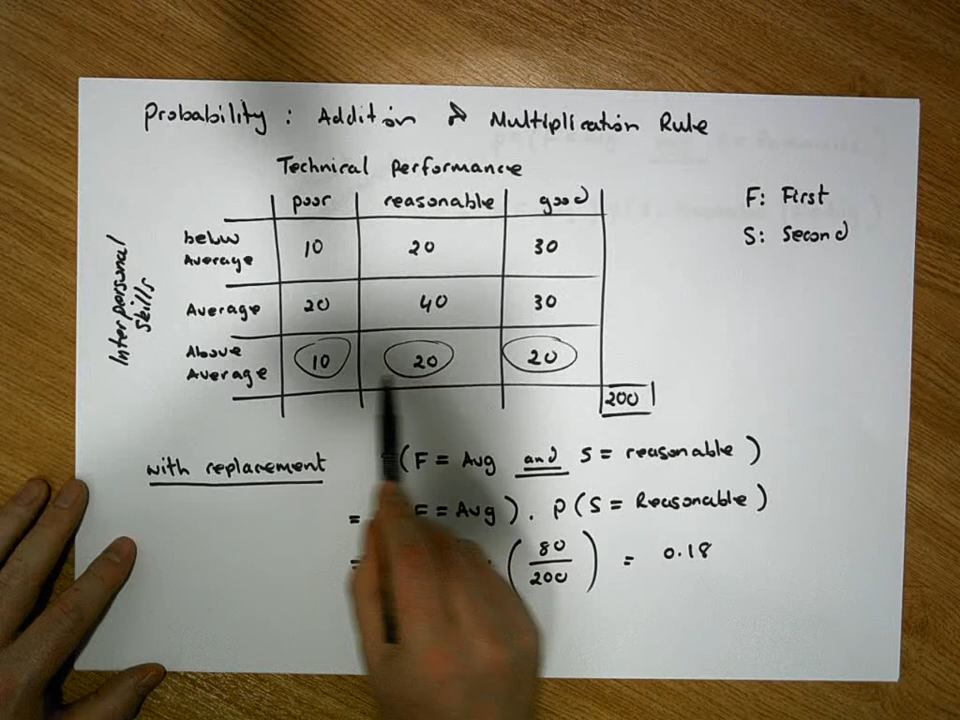 Probability : Addition & Multiplication Rule
Technical Performance
poor reasonable good
F: First
S: Second
Interpersonal Skills
below Average 10 20 30
Average 20 40 30
Above Average 10 20 20
200
with replacement (F = Avg and S = reasonable )
= F = Avg ) . P ( S = Reasonable )
= ( 80 / 200 ) = 0.18